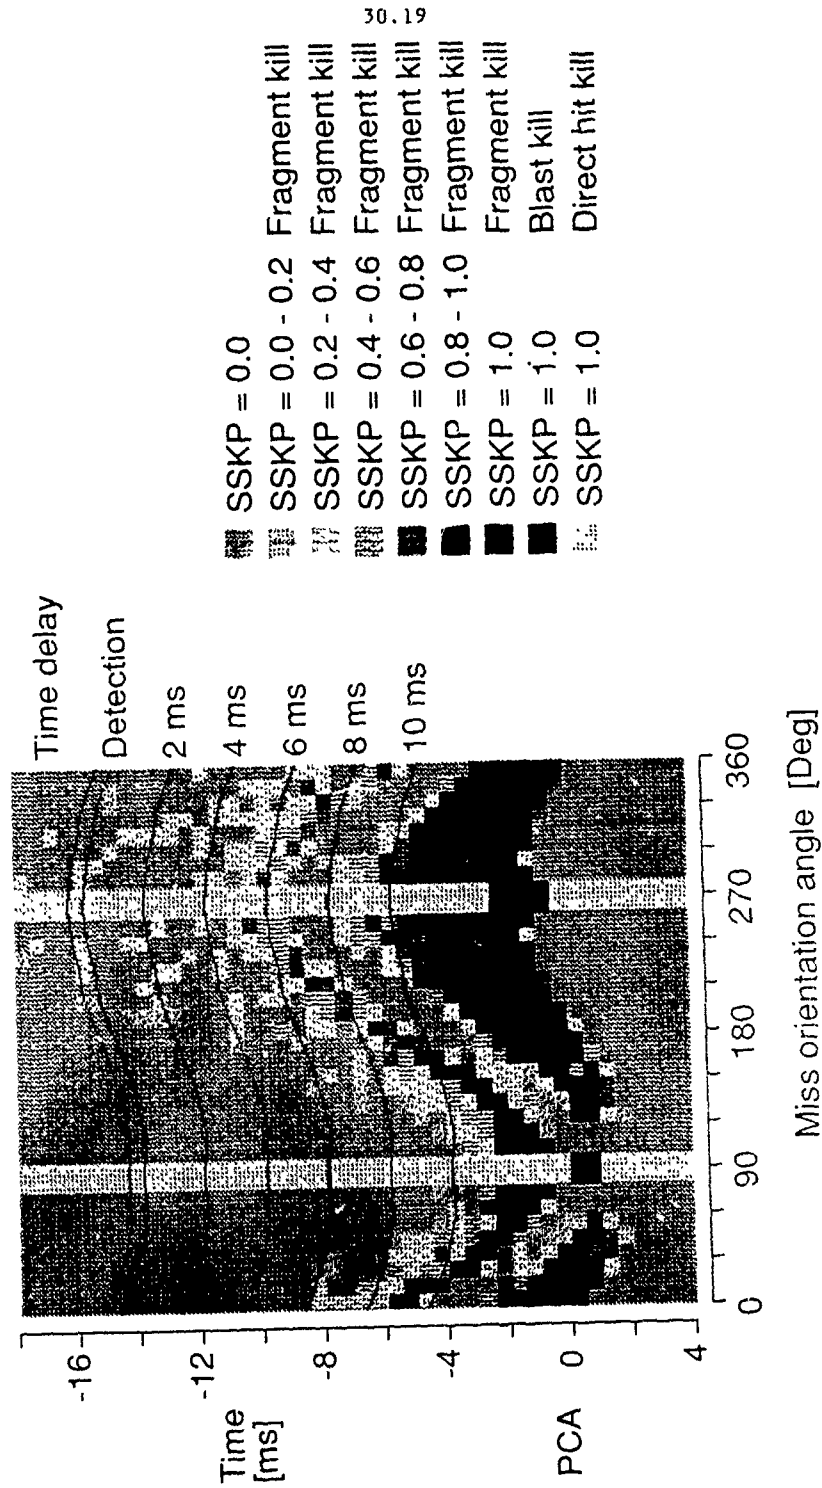 30.19
SSKP = 0.0
SSKP = 0.0 - 0.2 Fragment kill
SSKP = 0.2 - 0.4 Fragment kill
SSKP = 0.4 - 0.6 Fragment kill
SSKP = 0.6 - 0.8 Fragment kill
SSKP = 0.8 - 1.0 Fragment kill
SSKP = 1.0 Fragment kill
SSKP = 1.0 Blast kill
SSKP = 1.0 Direct hit kill
Time delay
Detection
2 ms
4 ms
6 ms
8 ms
10 ms
Time
[ms]
-16
-12
-8
-4
PCA
0
4
0 90 180 270 360
Miss orientation angle [Deg]